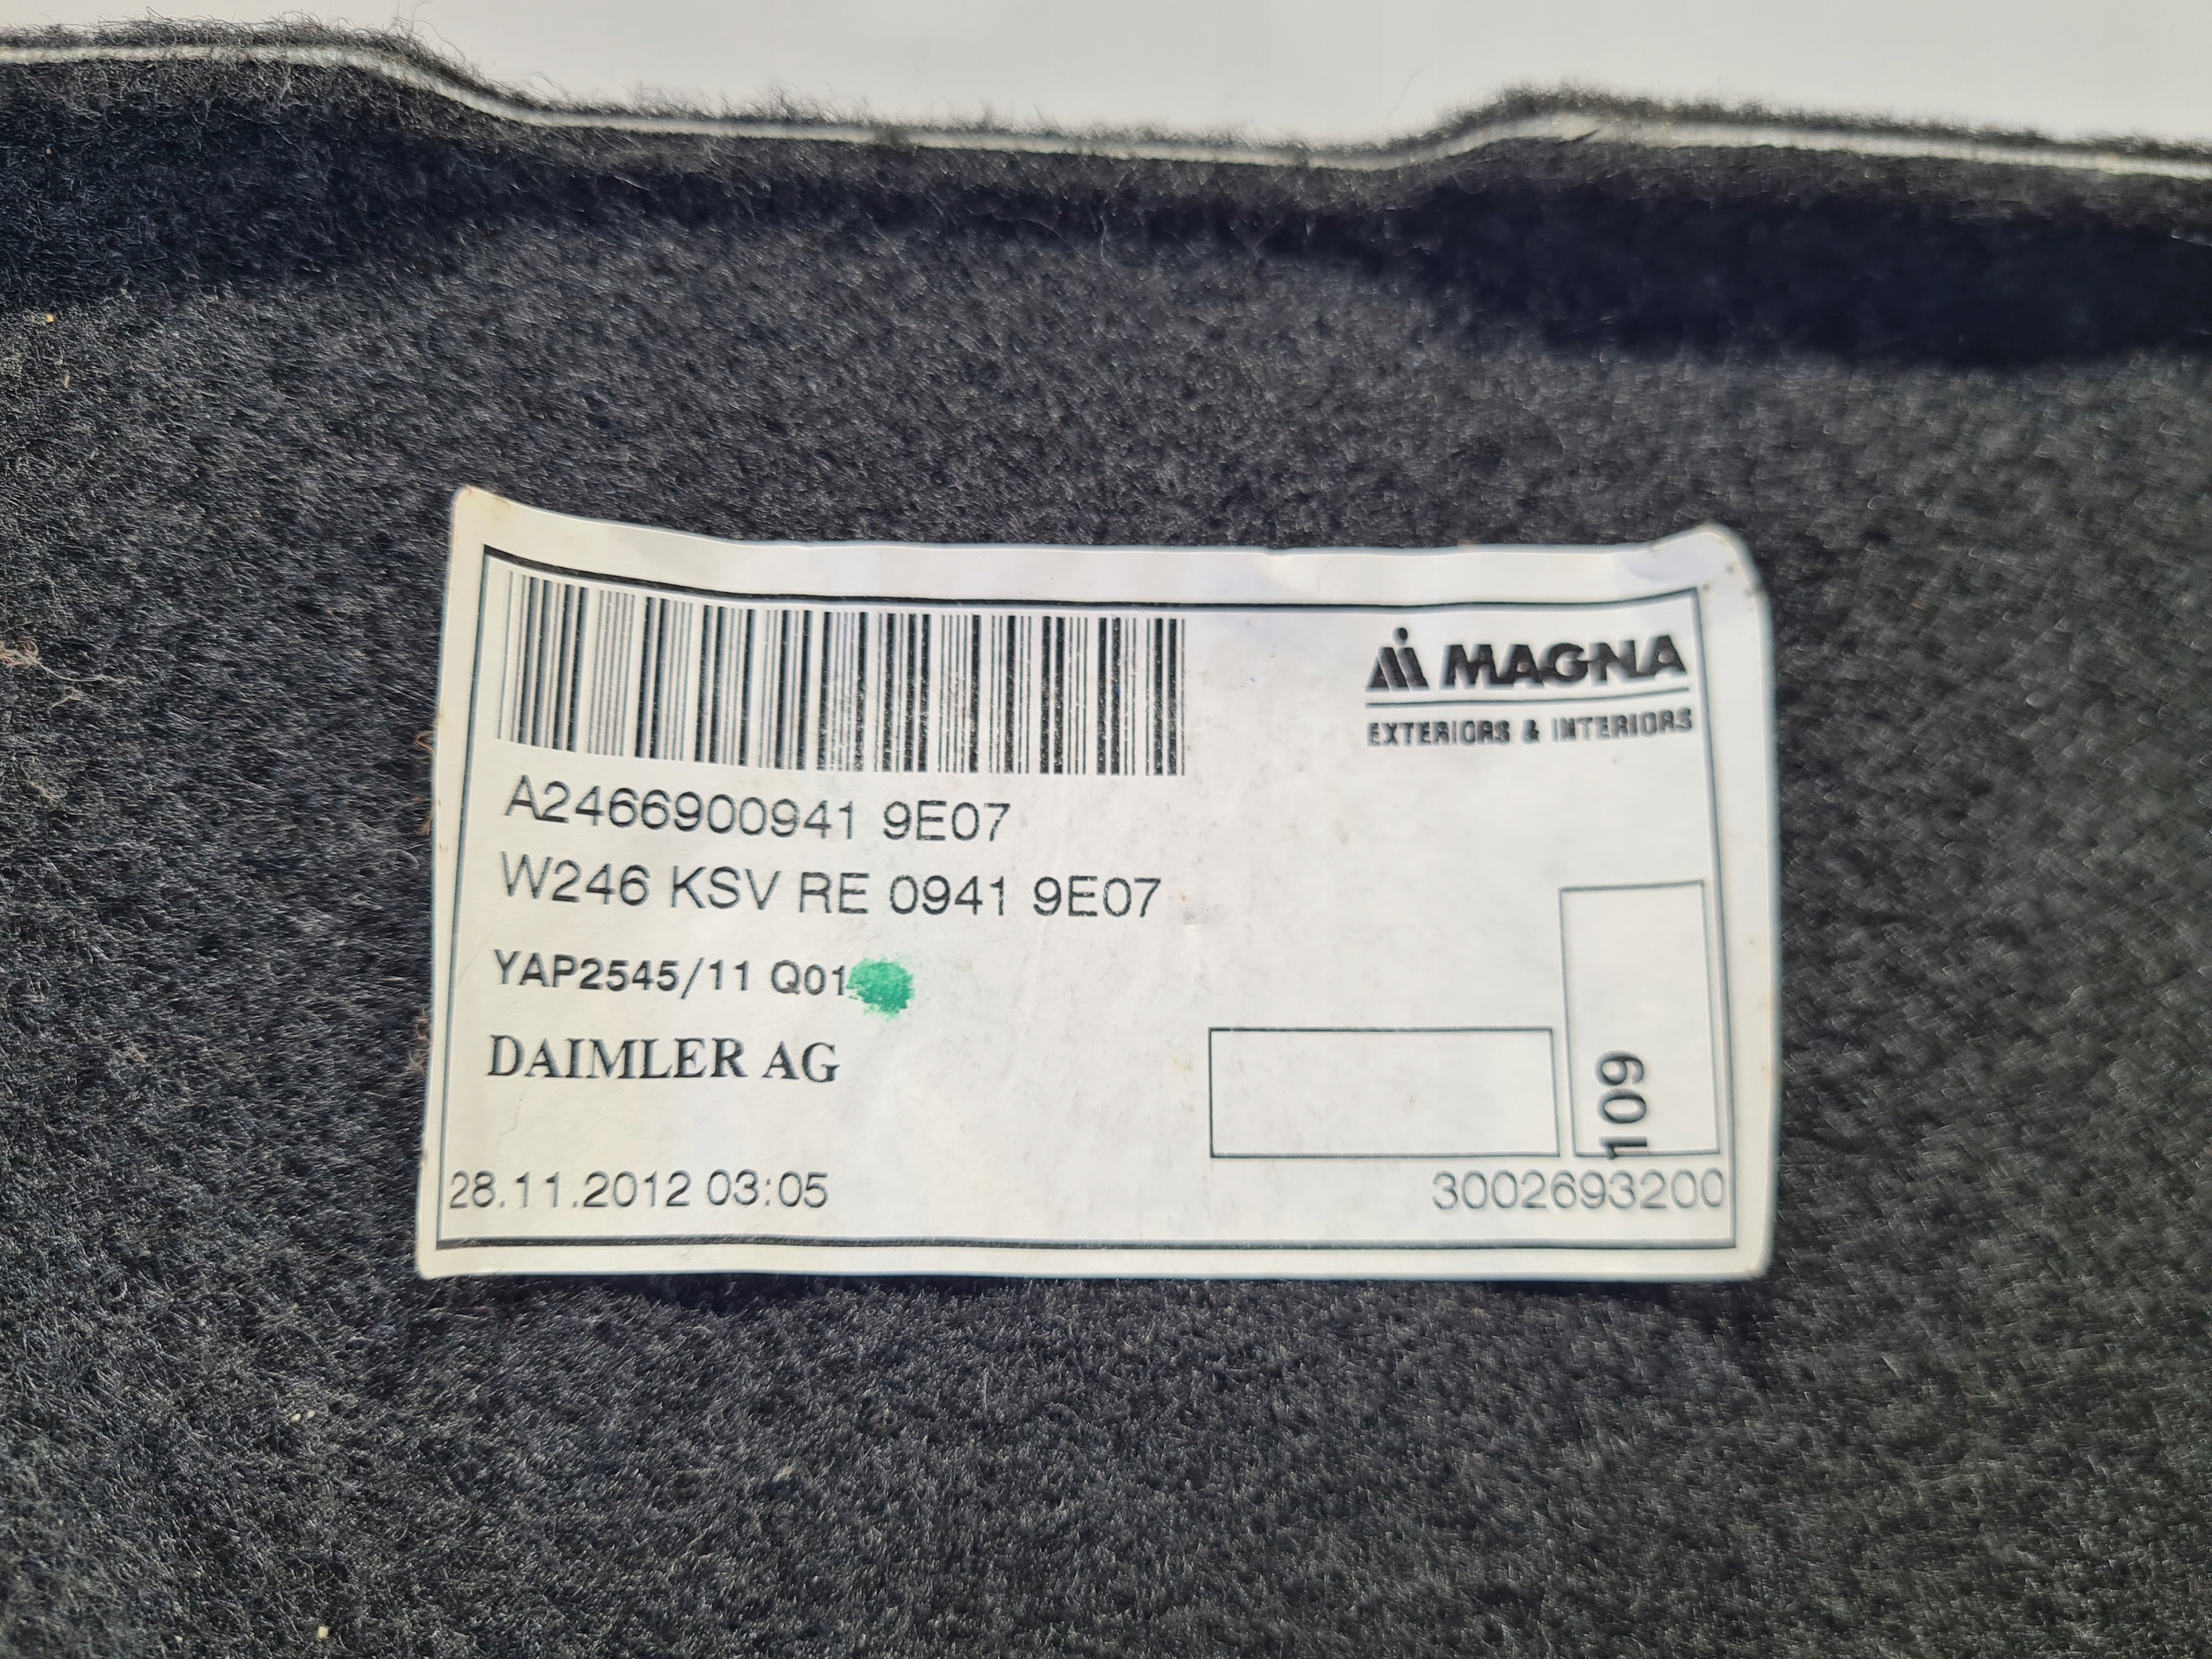 MAGNA
EXTERIORS & INTERIORS
A2466900941 9E07
W246 KSV RE 0941 9E07
YAP2545/11 Q01
DAIMLER AG
109
28.11.2012 03:05
3002693200